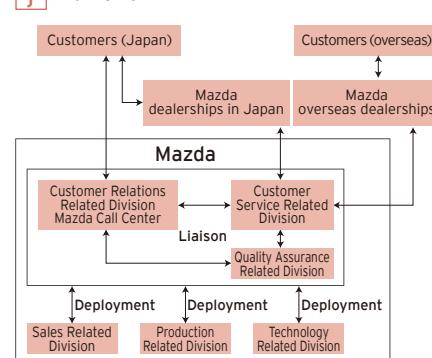 j
Customers (Japan)
Customers (overseas)
Mazda
dealerships in Japan
Mazda
overseas dealerships
Mazda
Customer Relations
Related Division
Mazda Call Center
Customer
Service Related
Division
Liaison
Quality Assurance
Related Division
Deployment
Deployment
Deployment
Sales Related
Division
Production
Related Division
Technology
Related Division